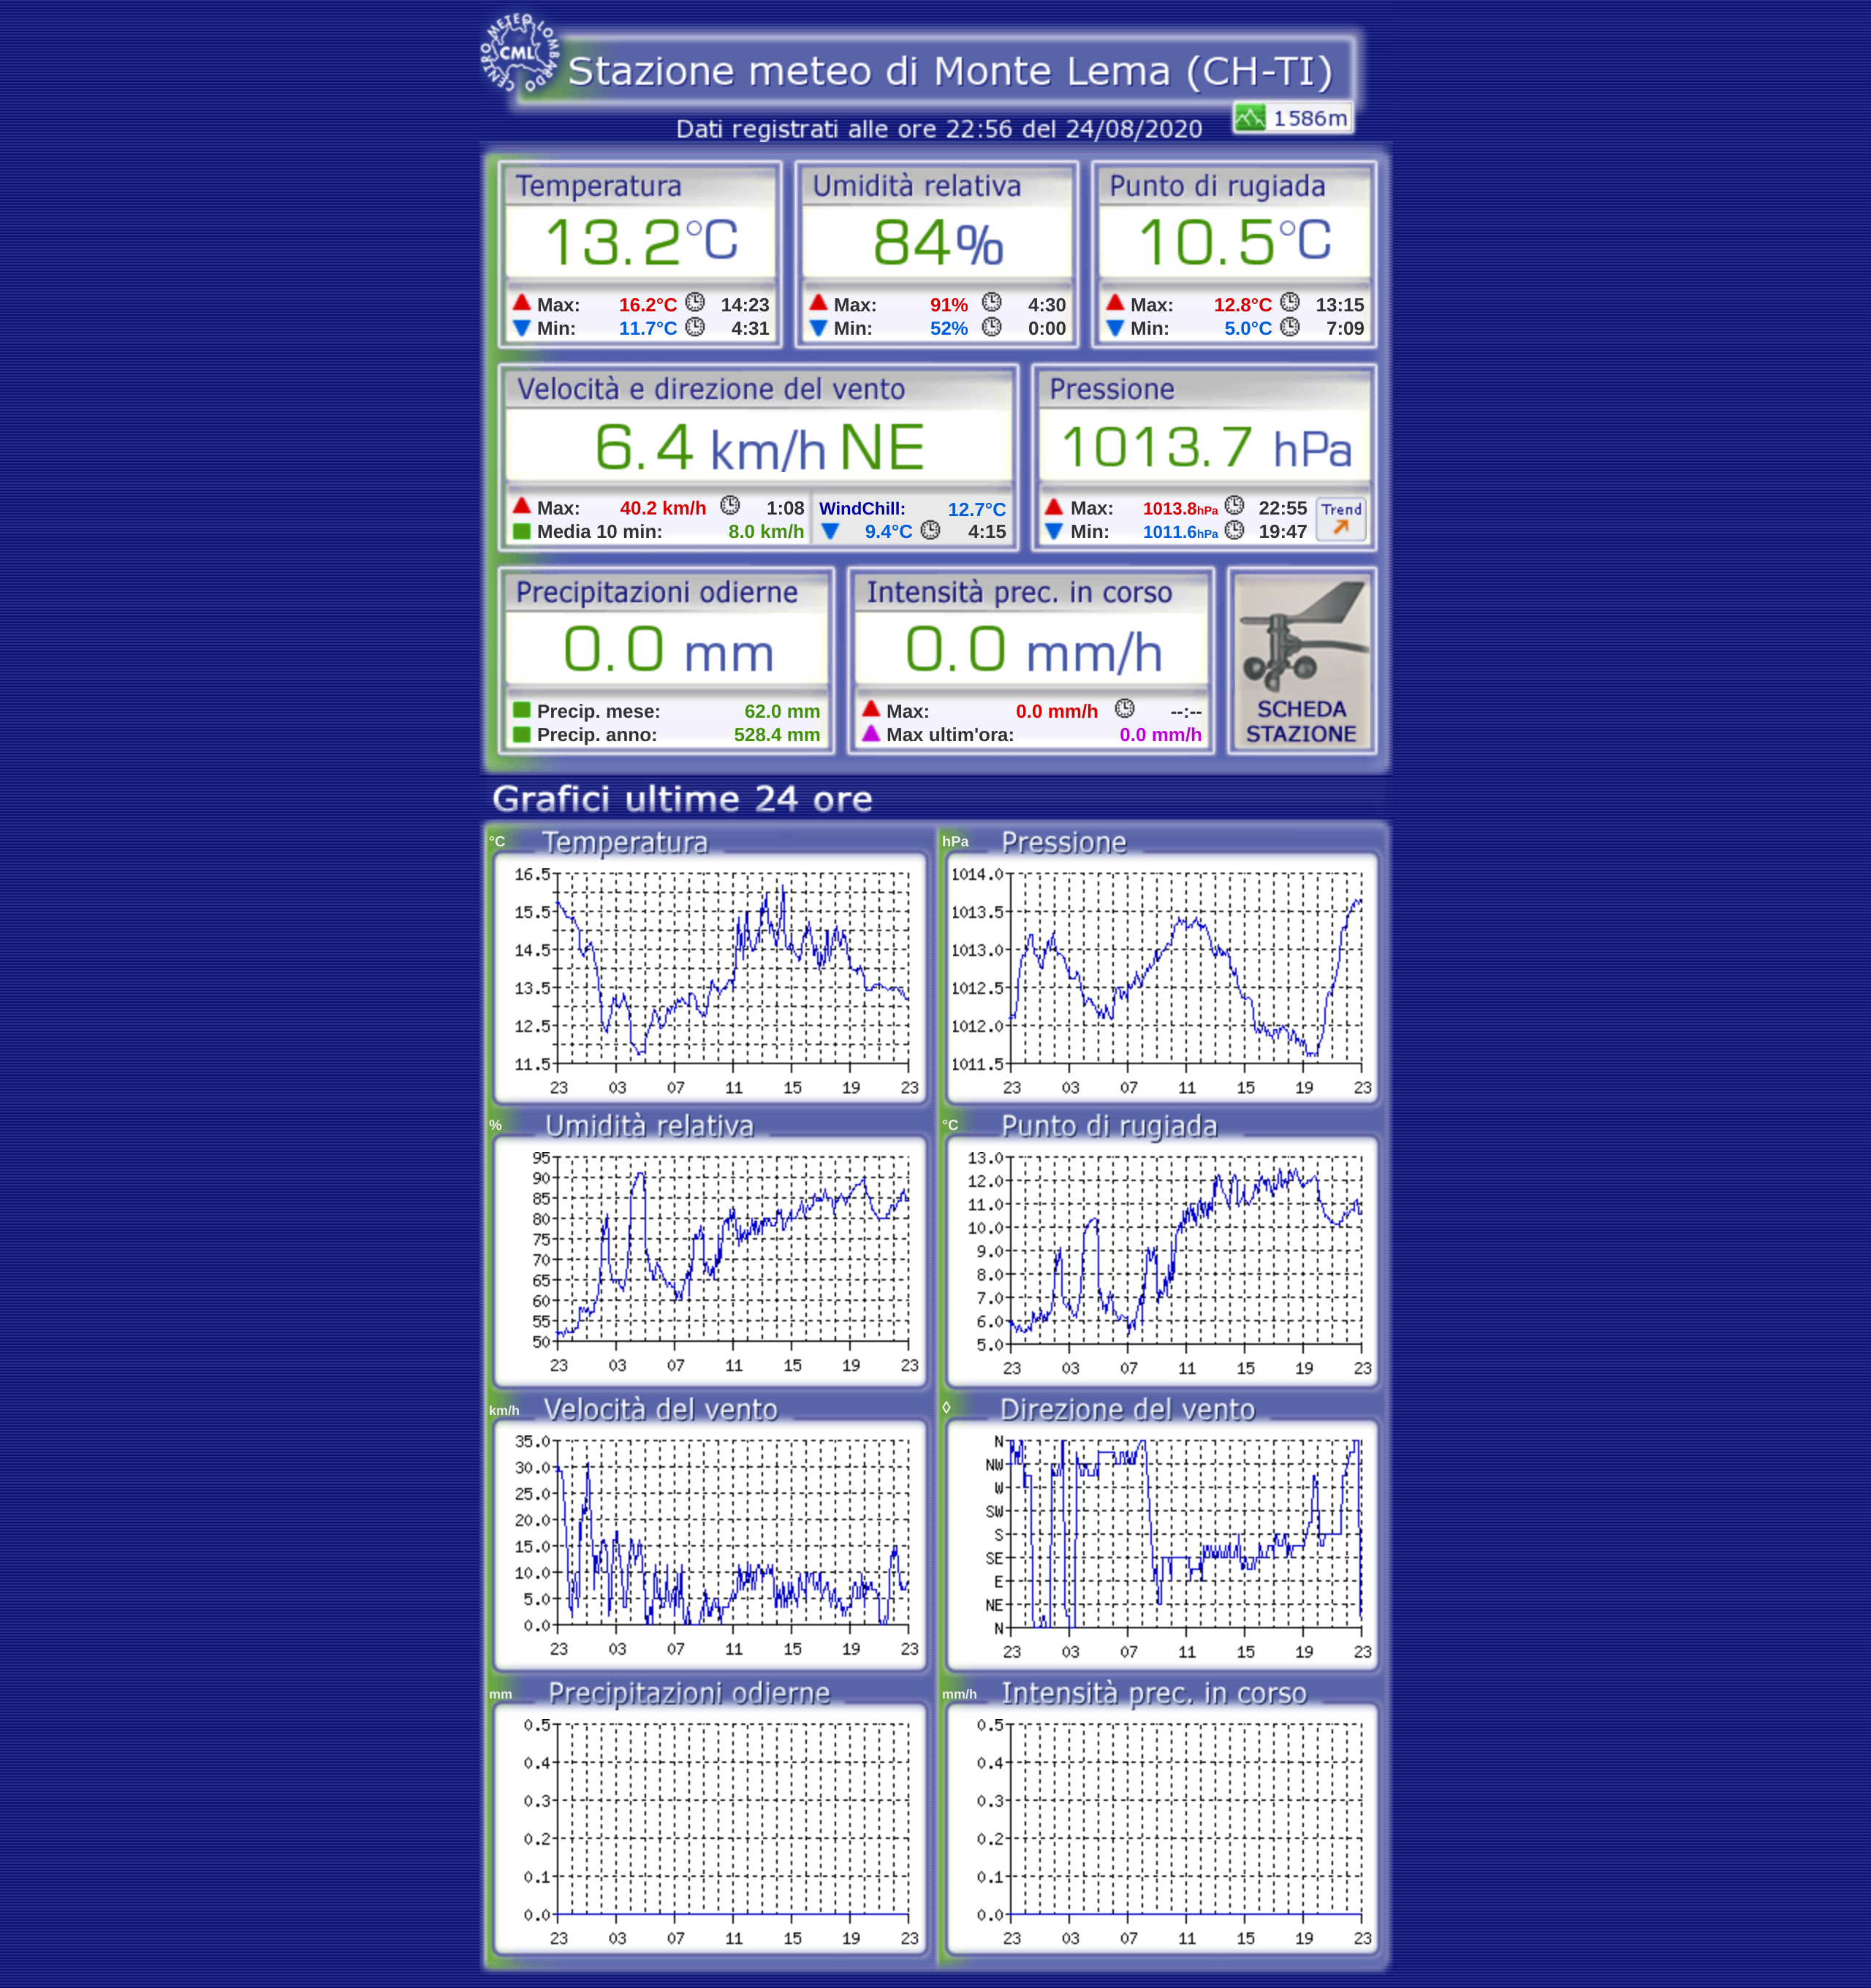 CENTRO METEO LOMBARDO
CML
Stazione meteo di Monte Lema (CH-TI)
1586m
Dati registrati alle ore 22:56 del 24/08/2020
Temperatura Umidità relativa Punto di rugiada
13.2°C 84% 10.5°C
Max: 16.2°C 14:23 Max: 91% 4:30 Max: 12.8°C 13:15
Min: 11.7°C 4:31 Min: 52% 0:00 Min: 5.0°C 7:09
Velocità e direzione del vento Pressione
6.4 km/h NE 1013.7 hPa
Max: 40.2 km/h 1:08 WindChill: 12.7°C Max: 1013.8hPa 22:55 Trend
Media 10 min: 8.0 km/h 9.4°C 4:15 Min: 1011.6hPa 19:47
Precipitazioni odierne Intensità prec. in corso
0.0 mm 0.0 mm/h
Precip. mese: 62.0 mm Max: 0.0 mm/h --:-- SCHEDA
Precip. anno: 528.4 mm Max ultim'ora: 0.0 mm/h STAZIONE
Grafici ultime 24 ore
°C Temperatura
16.5
15.5
14.5
13.5
12.5
11.5
23 03 07 11 15 19 23
hPa Pressione
1014.0
1013.5
1013.0
1012.5
1012.0
1011.5
23 03 07 11 15 19 23
% Umidità relativa
95
90
85
80
75
70
65
60
55
50
23 03 07 11 15 19 23
°C Punto di rugiada
13.0
12.0
11.0
10.0
9.0
8.0
7.0
6.0
5.0
23 03 07 11 15 19 23
km/h Velocità del vento
35.0
30.0
25.0
20.0
15.0
10.0
5.0
0.0
23 03 07 11 15 19 23
◊ Direzione del vento
N
NW
W
SW
S
SE
E
NE
N
23 03 07 11 15 19 23
mm Precipitazioni odierne
0.5
0.4
0.3
0.2
0.1
0.0
23 03 07 11 15 19 23
mm/h Intensità prec. in corso
0.5
0.4
0.3
0.2
0.1
0.0
23 03 07 11 15 19 23